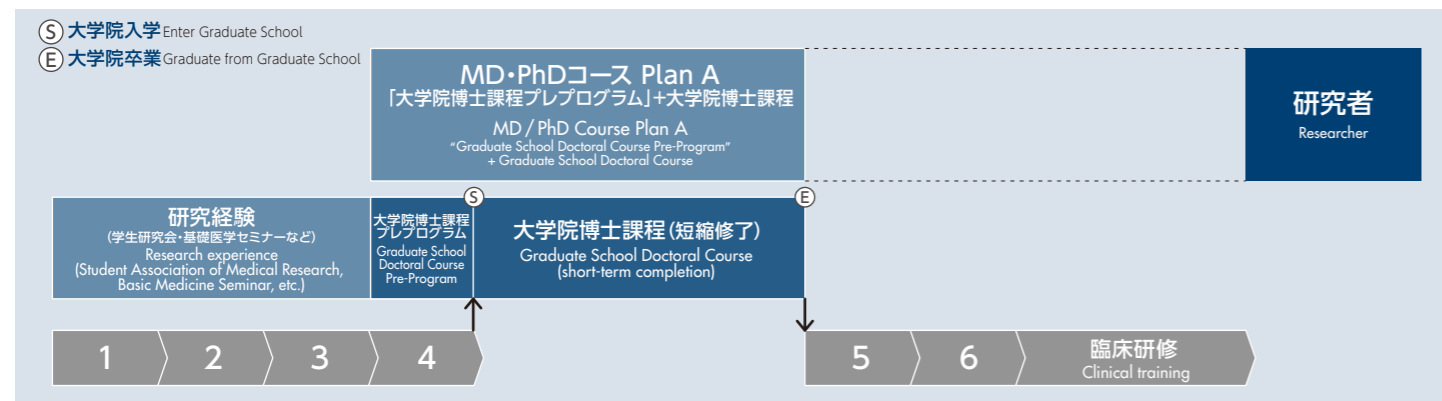 Ⓢ大学院入学 Enter Graduate School
Ⓔ大学院卒業 Graduate from Graduate School
MD・PhDコース Plan A
「大学院博士課程プレプログラム」+大学院博士課程
MD/PhD Course Plan A
“Graduate School Doctoral Course Pre-Program”
+ Graduate School Doctoral Course
研究者
Researcher
S
E
研究経験
(学生研究会・基礎医学セミナーなど)
Research experience
(Student Association of Medical Research,
Basic Medicine Seminar, etc.)
大学院博士課程
プレプログラム
Graduate School
Doctoral Course
Pre-Program
大学院博士課程(短縮修了)
Graduate School Doctoral Course
(short-term completion)
1
2
3
4
5
6
臨床研修
Clinical training